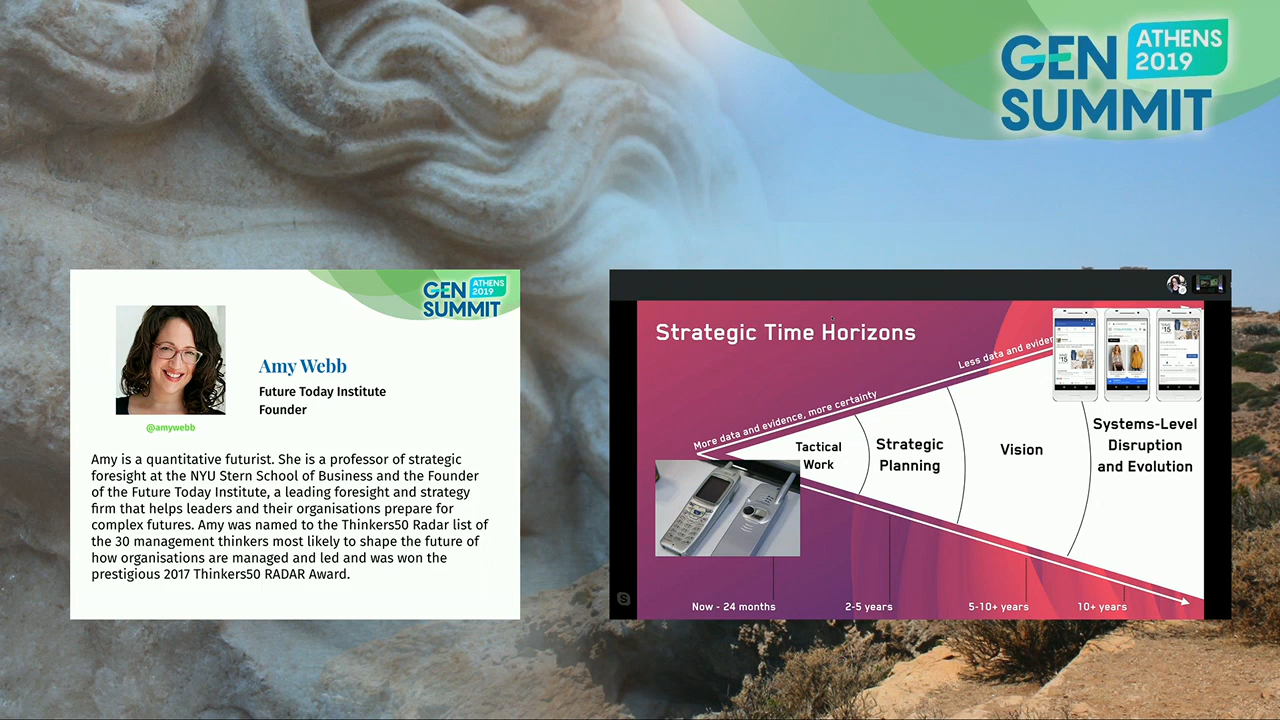 GEN
ATHENS
2019
SUMMIT
GEN
ATHENS
2019
SUMMIT
Amy Webb
Future Today Institute
Founder
@amywebb
Amy is a quantitative futurist. She is a professor of strategic
foresight at the NYU Stern School of Business and the Founder
of the Future Today Institute, a leading foresight and strategy
firm that helps leaders and their organisations prepare for
complex futures. Amy was named to the Thinkers50 Radar list of
the 30 management thinkers most likely to shape the future of
how organisations are managed and led and was won the
prestigious 2017 Thinkers50 RADAR Award.
Strategic Time Horizons
Less data and
More data and evidence, more certainty
Tactical
Work
Strategic
Planning
Vision
Systems-Level
Disruption
and Evolution
Now - 24 months
2-5 years
5-10+ years
10+ years